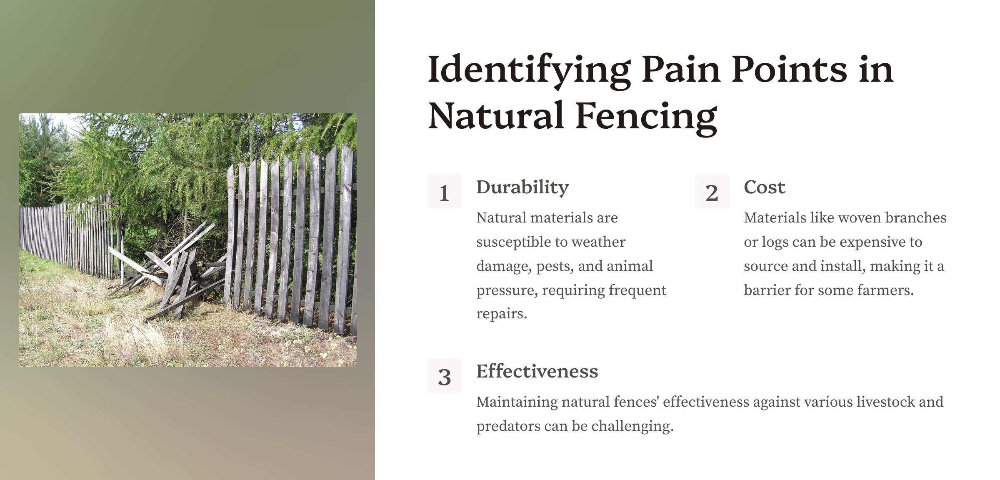 Identifying Pain Points in
Natural Fencing
1
Durability
Natural materials are
susceptible to weather
damage, pests, and animal
pressure, requiring frequent
repairs.
2
Cost
Materials like woven branches
or logs can be expensive to
source and install, making it a
barrier for some farmers.
3
Effectiveness
Maintaining natural fences' effectiveness against various livestock and
predators can be challenging.